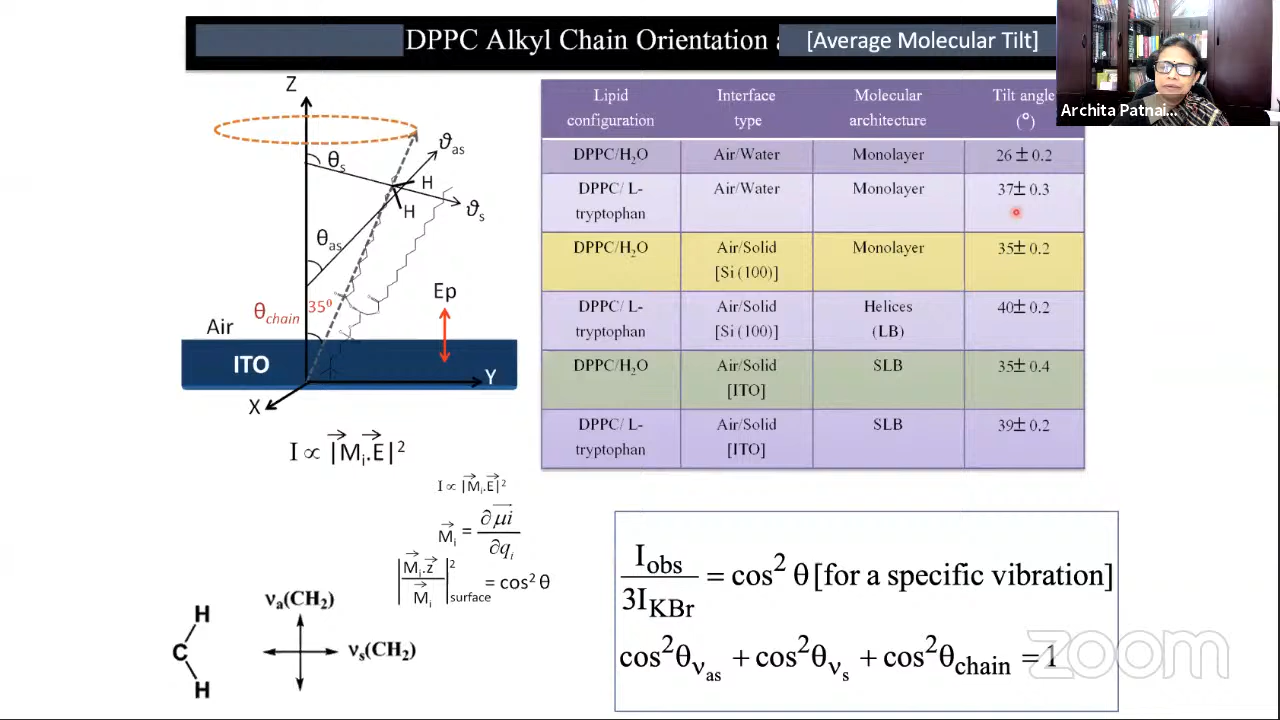 DPPC Alkyl Chain Orientation
[Average Molecular Tilt]
Archita Patnai...
Z
θs
ϑas
H
H
ϑs
θas
θchain
35⁰
Ep
Air
ITO
Y
X
I ∝ |Mi.E|²
I ∝ |Mi.E|²
Mi = ∂μi / ∂qi
|Mi.z / Mi|² surface = cos² θ
H
C
H
νa(CH2)
νs(CH2)
Lipid configuration | Interface type | Molecular architecture | Tilt angle (°)
DPPC/H2O | Air/Water | Monolayer | 26 ± 0.2
DPPC/ L-tryptophan | Air/Water | Monolayer | 37± 0.3
DPPC/H2O | Air/Solid [Si (100)] | Monolayer | 35± 0.2
DPPC/ L-tryptophan | Air/Solid [Si (100)] | Helices (LB) | 40± 0.2
DPPC/H2O | Air/Solid [ITO] | SLB | 35± 0.4
DPPC/ L-tryptophan | Air/Solid [ITO] | SLB | 39± 0.2
Iobs / 3IKBr = cos² θ [for a specific vibration]
cos²θνas + cos²θνs + cos²θchain = 1
zoom